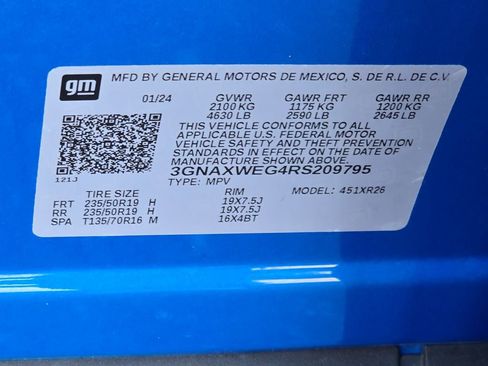 gm
MFD BY GENERAL MOTORS DE MEXICO, S. DE R.L. DE C.V.
01/24 GVWR GAWR FRT GAWR RR
2100 KG 1175 KG 1200 KG
4630 LB 2590 LB 2645 LB
THIS VEHICLE CONFORMS TO ALL
APPLICABLE U.S. FEDERAL MOTOR
VEHICLE SAFETY AND THEFT PREVENTION
STANDARDS IN EFFECT ON THE DATE OF
MANUFACTURE SHOWN ABOVE.
3GNAXWEG4RS209795
121J TYPE: MPV MODEL: 451XR26
TIRE SIZE RIM
FRT 235/50R19 H 19X7.5J
RR 235/50R19 H 19X7.5J
SPA T135/70R16 M 16X4BT